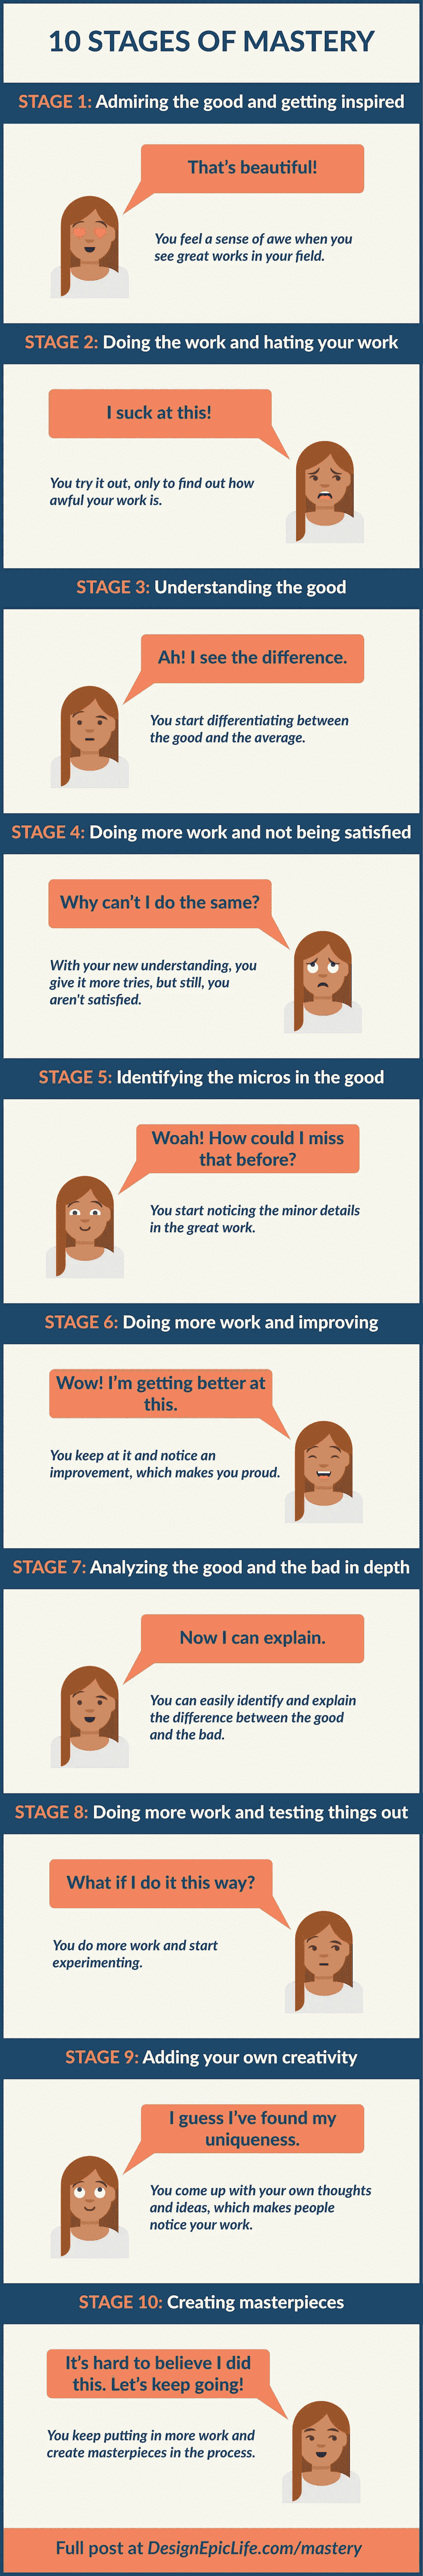 10 STAGES OF MASTERY
STAGE 1: Admiring the good and getting inspired
That's beautiful!
You feel a sense of awe when you
see great works in your field.
STAGE 2: Doing the work and hating your work
I suck at this!
You try it out, only to find out how
awful your work is.
STAGE 3: Understanding the good
Ah! I see the difference.
You start differentiating between
the good and the average.
STAGE 4: Doing more work and not being satisfied
Why can't I do the same?
With your new understanding, you
give it more tries, but still, you
aren't satisfied.
STAGE 5: Identifying the micros in the good
Woah! How could I miss
that before?
You start noticing the minor details
in the great work.
STAGE 6: Doing more work and improving
Wow! I'm getting better at
this.
You keep at it and notice an
improvement, which makes you proud.
STAGE 7: Analyzing the good and the bad in depth
Now I can explain.
You can easily identify and explain
the difference between the good
and the bad.
STAGE 8: Doing more work and testing things out
What if I do it this way?
You do more work and start
experimenting.
STAGE 9: Adding your own creativity
I guess I've found my
uniqueness.
You come up with your own thoughts
and ideas, which makes people
notice your work.
STAGE 10: Creating masterpieces
It's hard to believe I did
this. Let's keep going!
You keep putting in more work and
create masterpieces in the process.
Full post at DesignEpicLife.com/mastery